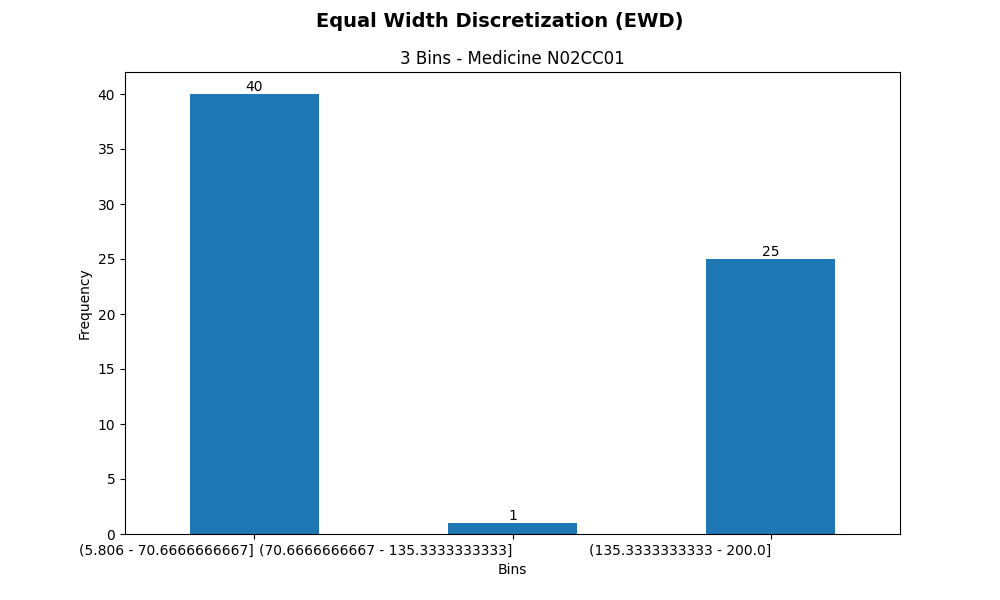 Equal Width Discretization (EWD)
3 Bins - Medicine N02CC01
40
35
30
25
20
15
10
5
0
Frequency
40
1
25
(5.806 - 70.6666666667] (70.6666666667 - 135.3333333333] (135.3333333333 - 200.0]
Bins